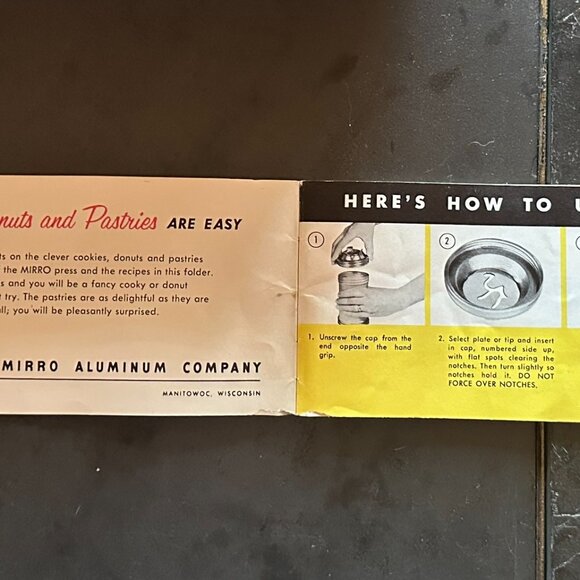 nuts and Pastries ARE EASY
ts on the clever cookies, donuts and pastries
the MIRRO press and the recipes in this folder.
s and you will be a fancy cooky or donut
t try. The pastries are as delightful as they are
ll; you will be pleasantly surprised.
MIRRO ALUMINUM COMPANY
MANITOWOC, WISCONSIN
HERE'S HOW TO U
1
2
1. Unscrew the cap from the
end opposite the hand
grip.
2. Select plate or tip and insert
in cap, numbered side up,
with flat spots clearing the
notches. Then turn slightly so
notches hold it. DO NOT
FORCE OVER NOTCHES.